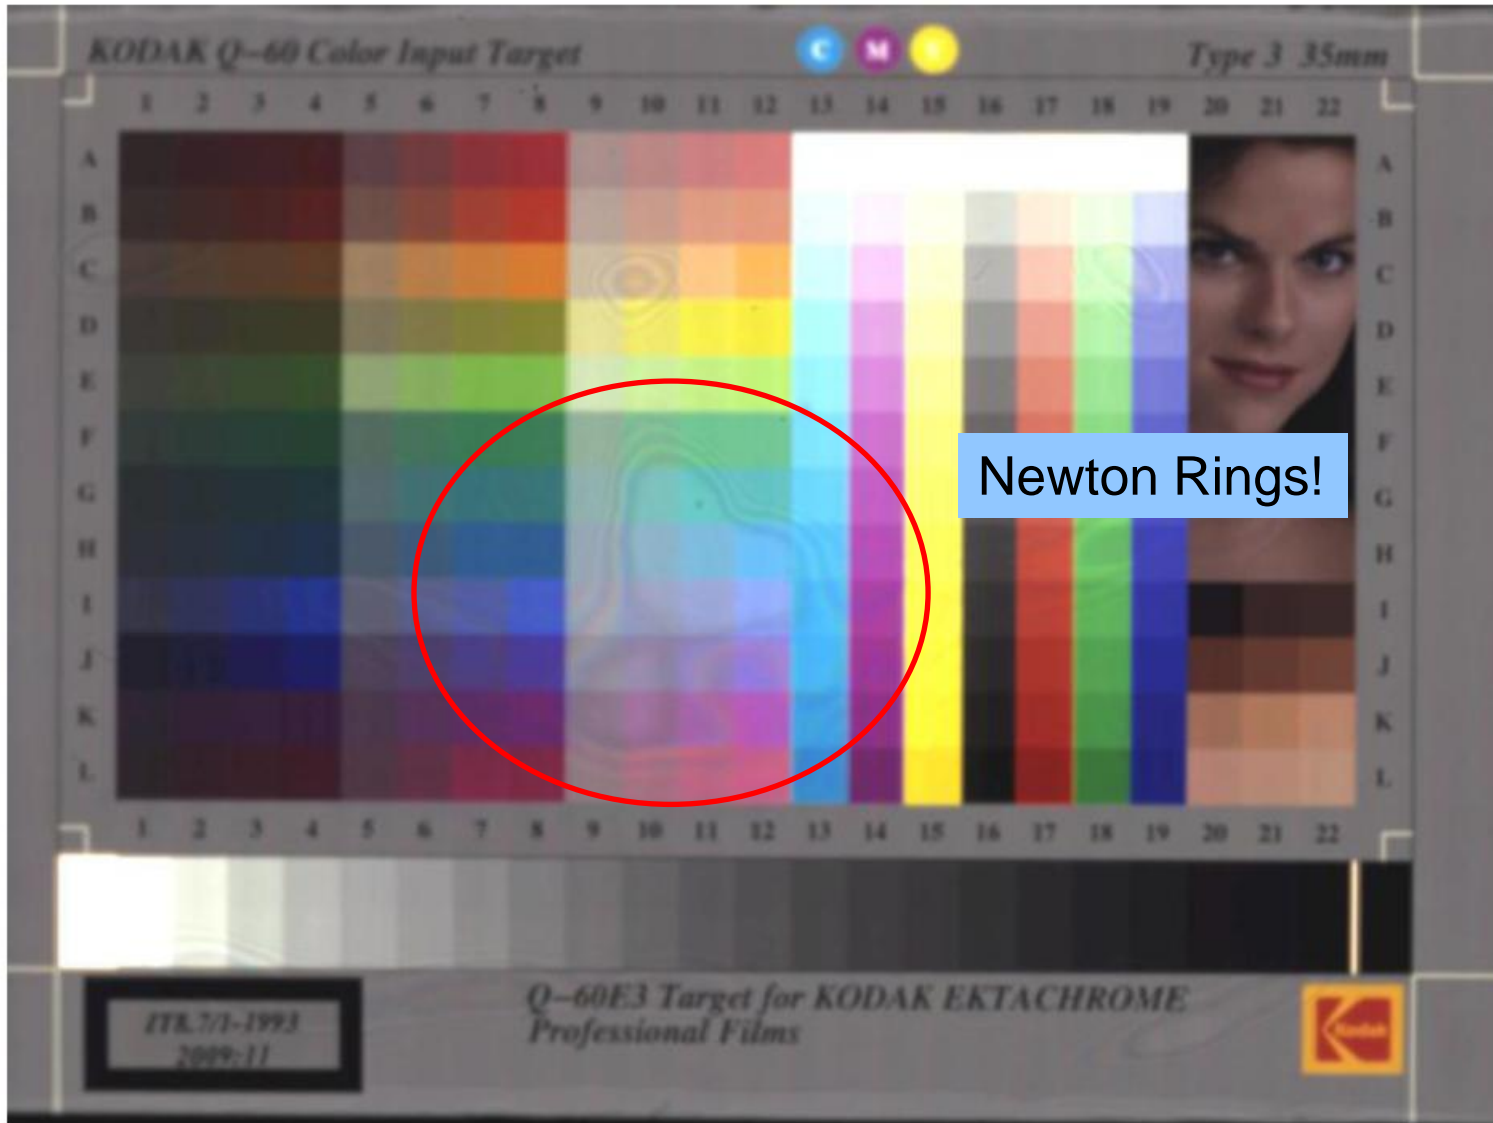 KODAK Q-60 Color Input Target C M Y Type 3 35mm
1 2 3 4 5 6 7 8 9 10 11 12 13 14 15 16 17 18 19 20 21 22
A A
B B
C C
D D
E E
F F
Newton Rings!
G G
H H
I I
J J
K K
L L
1 2 3 4 5 6 7 8 9 10 11 12 13 14 15 16 17 18 19 20 21 22
IT8.7/1-1993
2009:11
Q-60E3 Target for KODAK EKTACHROME
Professional Films
Kodak